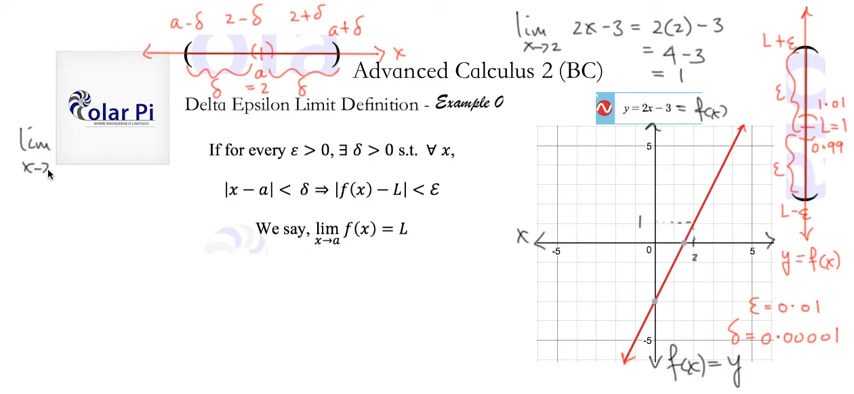 a-δ 2-δ 2+δ a+δ
( ( | ) ) x
δ a δ
= 2
lim 2x-3 = 2(2)-3
x→2
= 4-3
= 1
Advanced Calculus 2 (BC)
olar Pi
Delta Epsilon Limit Definition - Example 0
lim
x→
If for every ε > 0, ∃ δ > 0 s.t. ∀ x,
|x − a| < δ ⇒ |f(x) − L| < ε
We say, lim f(x) = L
x→a
y = 2x − 3 = f(x)
5
1
x -5 0 2 5
-5
f(x) = y
L+ε
ε
1.01
L=1
0.99
ε
L-ε
y = f(x)
ε = 0.01
δ = 0.00001